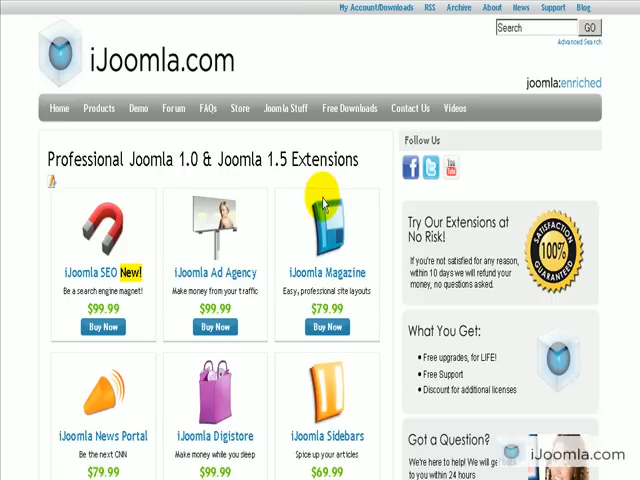 My Account/Downloads RSS Archive About News Support Blog
Search GO
Advanced Search
iJoomla.com
joomla:enriched
Home Products Demo Forum FAQs Store Joomla Stuff Free Downloads Contact Us Videos
Professional Joomla 1.0 & Joomla 1.5 Extensions
iJoomla SEO New!
Be a search engine magnet!
$99.99
Buy Now
iJoomla Ad Agency
Make money from your traffic
$99.99
Buy Now
iJoomla Magazine
Easy, professional site layouts
$79.99
Buy Now
iJoomla News Portal
Be the next CNN
$79.99
iJoomla Digistore
Make money while you sleep
$99.99
iJoomla Sidebars
Spice up your articles
$69.99
Follow Us
You
Tube
Try Our Extensions at
No Risk!
If you're not satisfied for any reason,
within 10 days we will refund your
money, no questions asked.
SATISFACTION
100%
GUARANTEE
What You Get:
Free upgrades, for LIFE!
Free Support
Discount for additional licenses
Got a Question?
We're here to help! We will get
to you within 24 hours
iJoomla.com